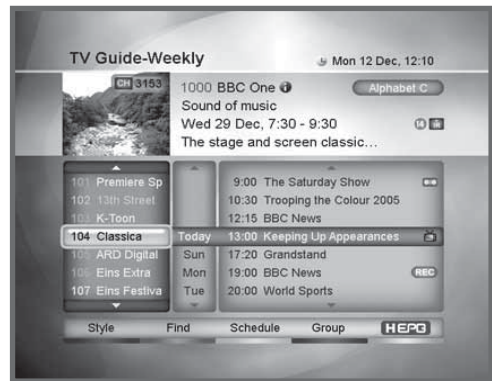 TV Guide-Weekly
Mon 12 Dec, 12:10
CH 3153
1000 BBC One
Alphabet C
Sound of music
Wed 29 Dec, 7:30 - 9:30
14
The stage and screen classic...
101 Premiere Sp
102 13th Street
103 K-Toon
104 Classica
105 ARD Digital
106 Eins Extra
107 Eins Festiva
Today
Sun
Mon
Tue
9:00 The Saturday Show
10:30 Trooping the Colour 2005
12:15 BBC News
13:00 Keeping Up Appearances
17:20 Grandstand
19:00 BBC News REC
20:00 World Sports
Style Find Schedule Group HEPG